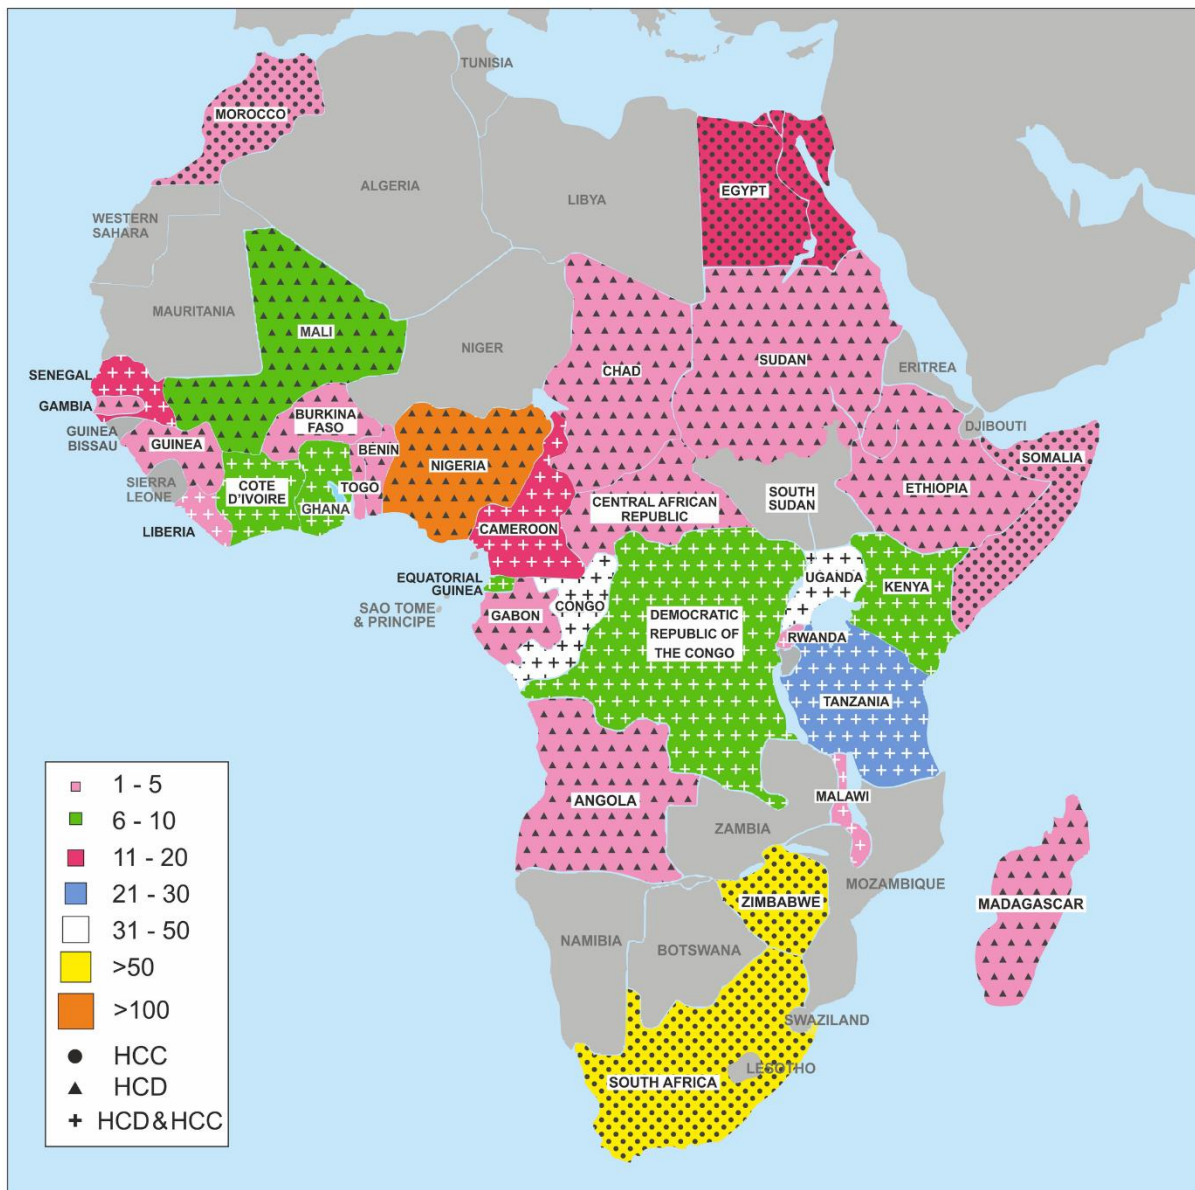 TUNISIA
MOROCCO
ALGERIA
LIBYA
EGYPT
WESTERN
SAHARA
MAURITANIA
MALI
NIGER
CHAD
SUDAN
ERITREA
SENEGAL
GAMBIA
GUINEA
BISSAU
GUINEA
BURKINA
FASO
BENIN
NIGERIA
DJIBOUTI
SOMALIA
SIERRA
LEONE
COTE
D'IVOIRE
GHANA
TOGO
CENTRAL AFRICAN
REPUBLIC
SOUTH
SUDAN
ETHIOPIA
LIBERIA
CAMEROON
EQUATORIAL
GUINEA
SAO TOME
& PRINCIPE
GABON
CONGO
DEMOCRATIC
REPUBLIC OF
THE CONGO
UGANDA
KENYA
RWANDA
TANZANIA
ANGOLA
MALAWI
ZAMBIA
MOZAMBIQUE
ZIMBABWE
MADAGASCAR
NAMIBIA
BOTSWANA
SWAZILAND
LESOTHO
SOUTH AFRICA
1 - 5
6 - 10
11 - 20
21 - 30
31 - 50
>50
>100
HCC
HCD
HCD&HCC